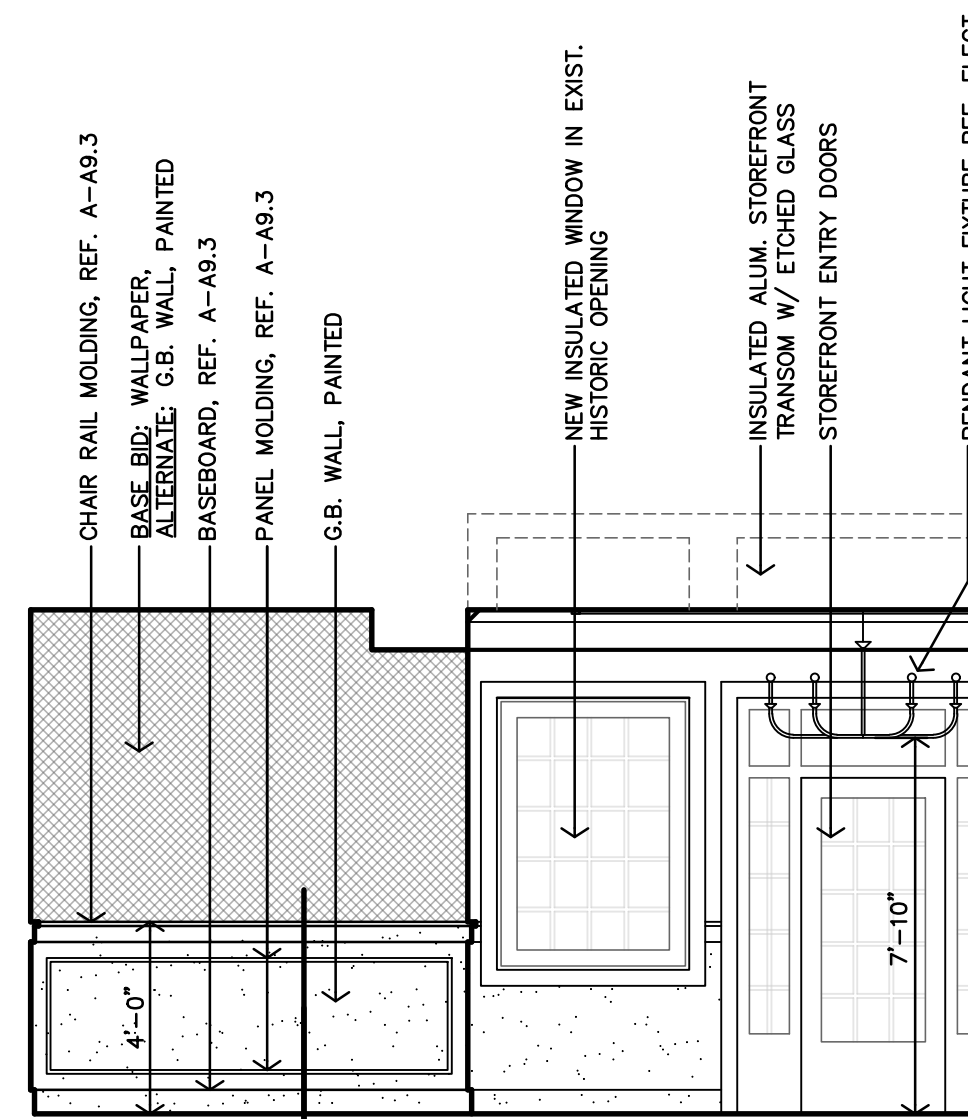 CHAIR RAIL MOLDING, REF. A-A9.3
BASE BID: WALLPAPER,
ALTERNATE: G.B. WALL, PAINTED
BASEBOARD, REF. A-A9.3
PANEL MOLDING, REF. A-A9.3
G.B. WALL, PAINTED
NEW INSULATED WINDOW IN EXIST.
HISTORIC OPENING
INSULATED ALUM. STOREFRONT
TRANSOM W/ ETCHED GLASS
STOREFRONT ENTRY DOORS
PENDANT LIGHT FIXTURE REF. ELECT.
4'-0"
7'-10"